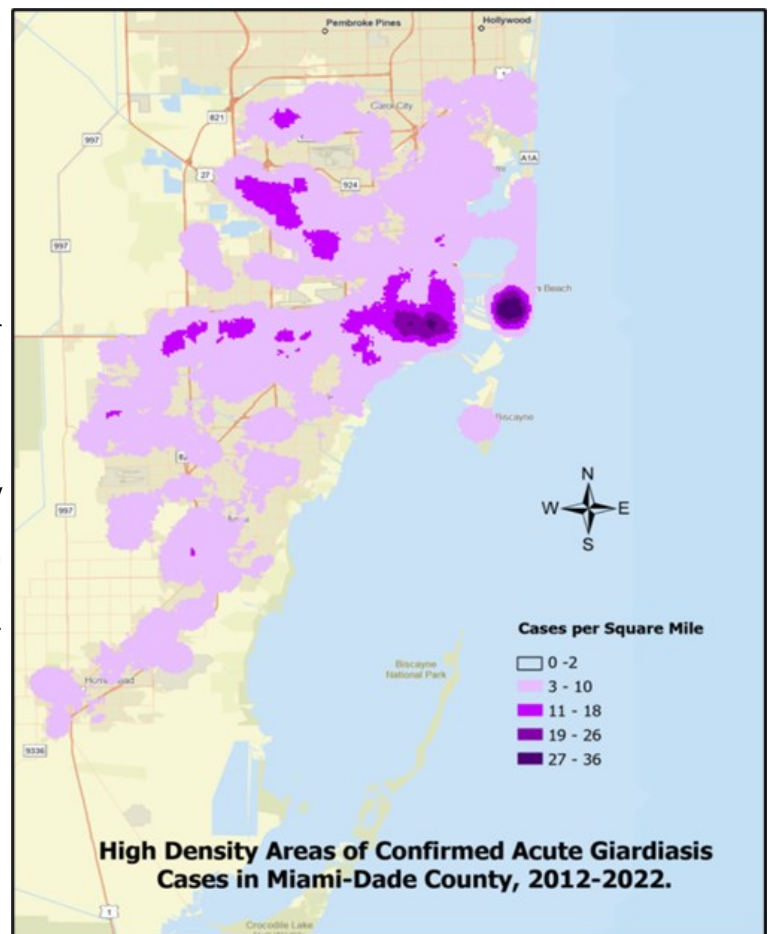 Pembroke Pines
Hollywood
1
Carol City
821
997
A1A
27
924
997
Beach
Biscayne
997
N
W E
S
Cases per Square Mile
0 -2
3 - 10
11 - 18
19 - 26
27 - 36
Biscayne
National Park
9336
High Density Areas of Confirmed Acute Giardiasis
Cases in Miami-Dade County, 2012-2022.
1
Crocodile Lake